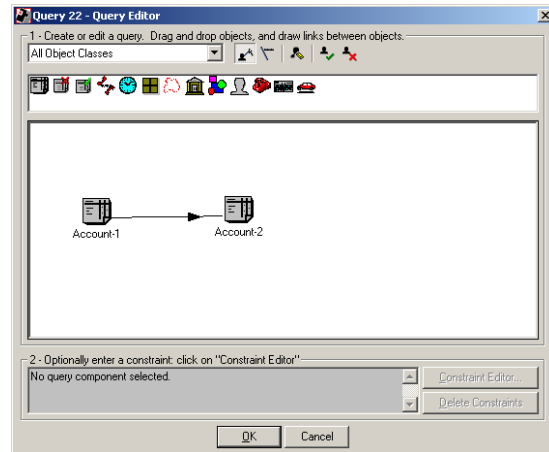 Query 22 - Query Editor
1 - Create or edit a query. Drag and drop objects, and draw links between objects.
All Object Classes
Account-1
Account-2
2 - Optionally enter a constraint: click on "Constraint Editor"
No query component selected.
Constraint Editor...
Delete Constraints
OK
Cancel